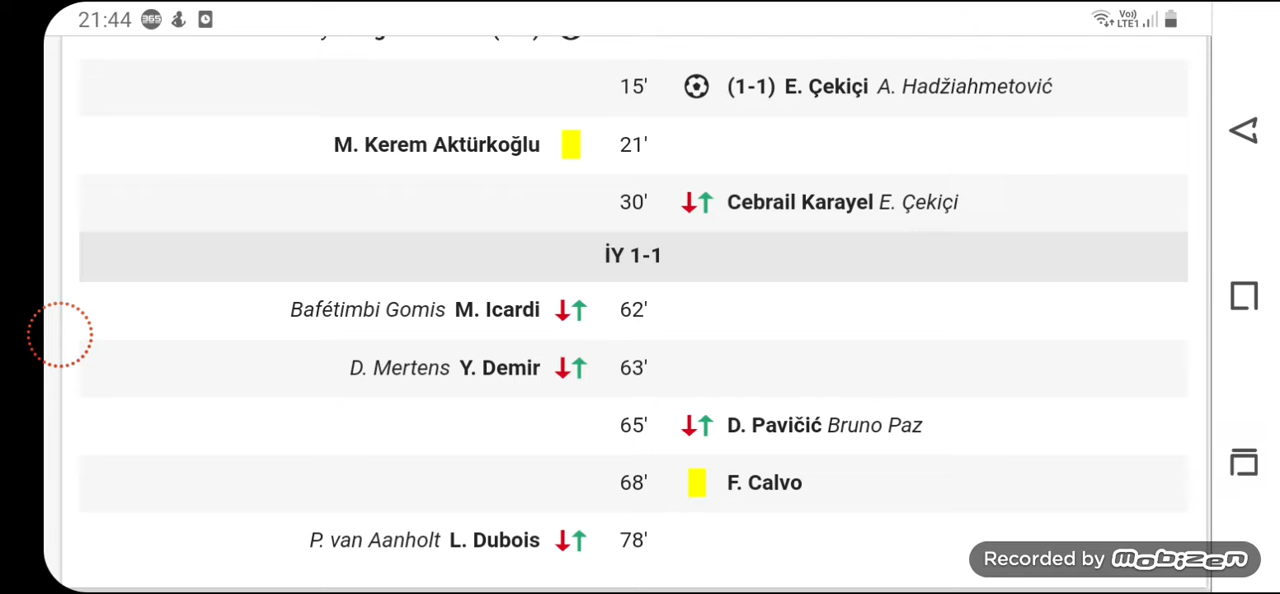 21:44 365 Vo)) LTE1
15' (1-1) E. Çekiçi A. Hadžiahmetović
M. Kerem Aktürkoğlu 21'
30' Cebrail Karayel E. Çekiçi
İY 1-1
Bafétimbi Gomis M. Icardi 62'
D. Mertens Y. Demir 63'
65' D. Pavičić Bruno Paz
68' F. Calvo
P. van Aanholt L. Dubois 78'
Recorded by mobizen